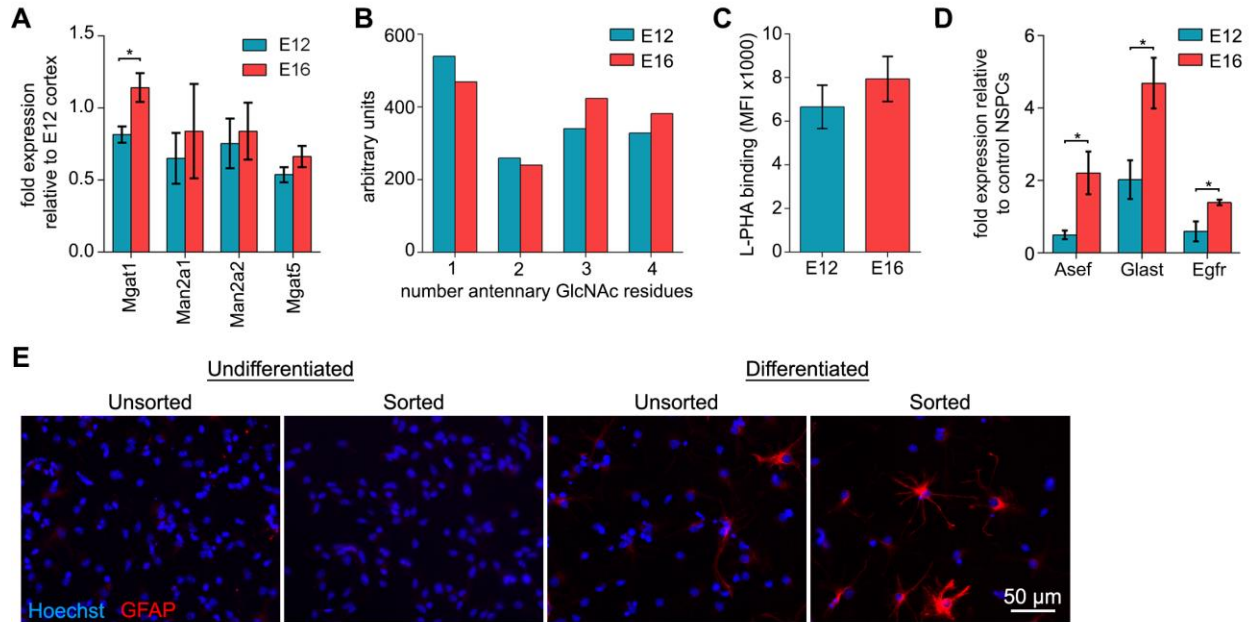 A
fold expression
relative to E12 cortex
1.5
1.0
0.5
0.0
*
E12
E16
Mgat1
Man2a1
Man2a2
Mgat5
B
arbitrary units
600
400
200
0
E12
E16
1 2 3 4
number antennary GlcNAc residues
C
L-PHA binding (MFI x1000)
10
8
6
4
2
0
E12 E16
D
fold expression relative
to control NSPCs
6
4
2
0
E12
E16
*
*
*
Asef Glast Egfr
E
Undifferentiated Differentiated
Unsorted Sorted Unsorted Sorted
Hoechst GFAP
50 µm